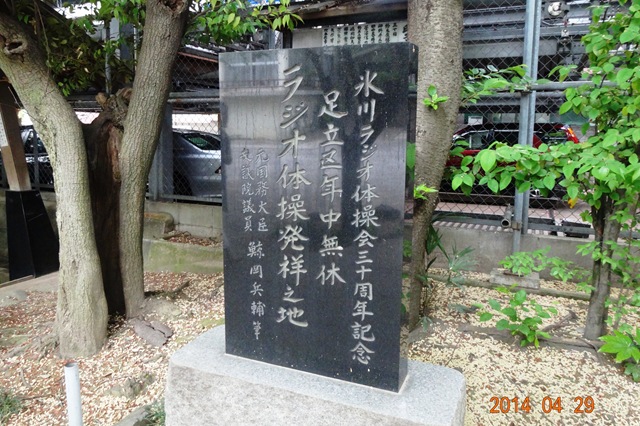 氷川ラジオ体操会三十周年記念
足立区年中無休
ラジオ体操発祥之地
元国務大臣
衆議院議員 鯨岡兵輔筆
2014 04 29